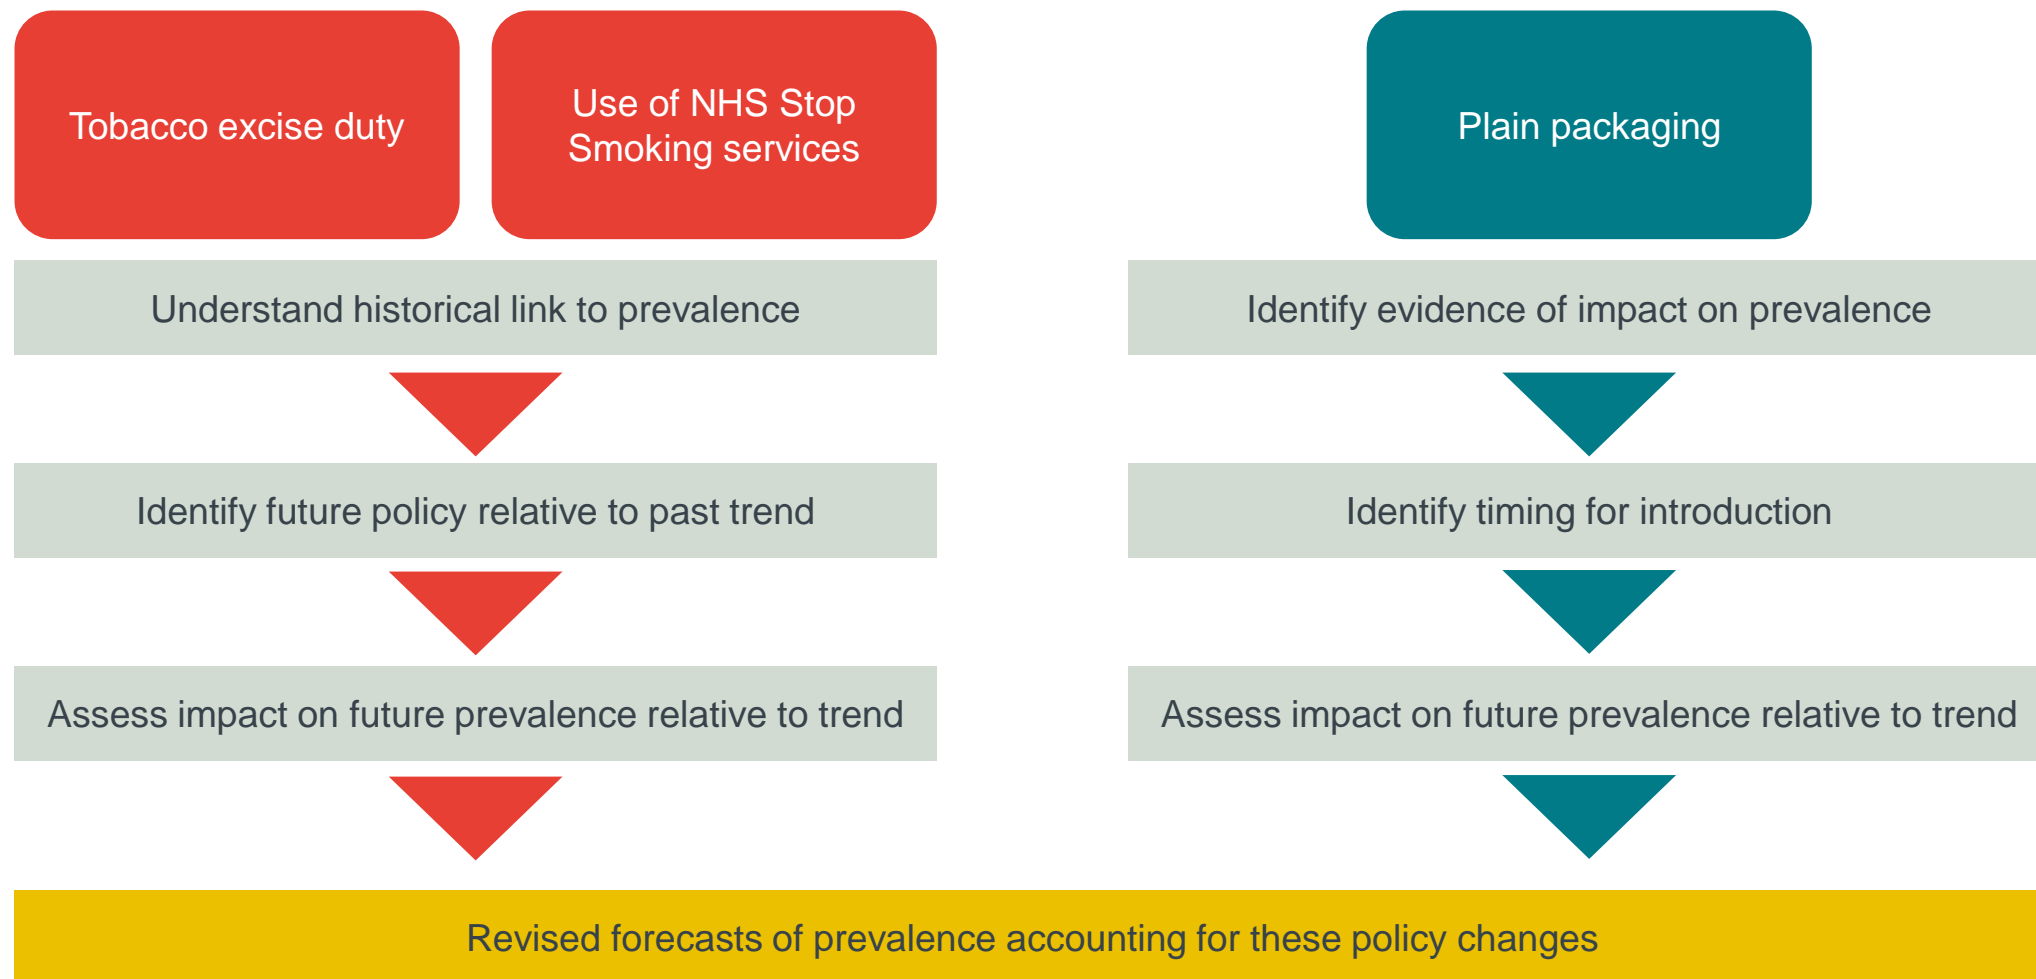 Tobacco excise duty
Use of NHS Stop
Smoking services
Plain packaging
Understand historical link to prevalence
Identify evidence of impact on prevalence
Identify future policy relative to past trend
Identify timing for introduction
Assess impact on future prevalence relative to trend
Assess impact on future prevalence relative to trend
Revised forecasts of prevalence accounting for these policy changes